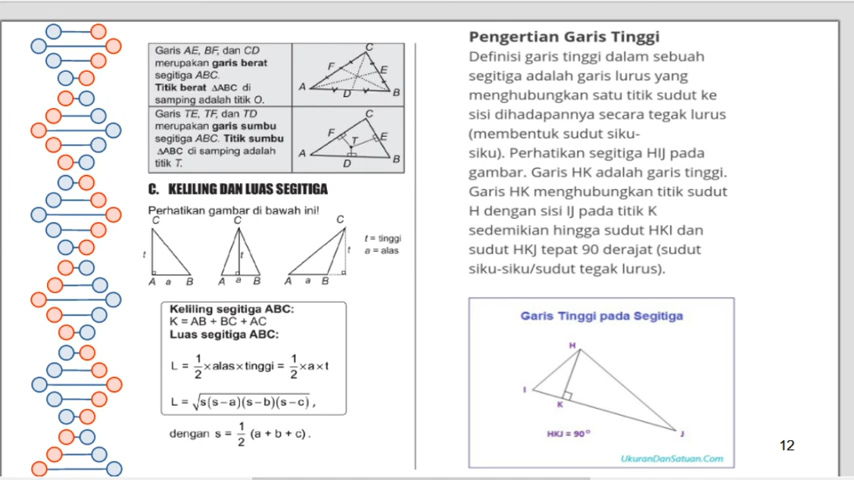 Garis AE, BF, dan CD
merupakan garis berat
segitiga ABC.
Titik berat ΔABC di
samping adalah titik O.
C
F
E
A
D
B
Garis TE, TF, dan TD
merupakan garis sumbu
segitiga ABC. Titik sumbu
ΔABC di samping adalah
titik T.
C
F
T
E
A
D
B
C. KELILING DAN LUAS SEGITIGA
Perhatikan gambar di bawah ini!
C C C
t = tinggi
a = alas
t t t
A a B A a B A a B
Keliling segitiga ABC:
K = AB + BC + AC
Luas segitiga ABC:
L = 1/2 × alas × tinggi = 1/2 × a × t
L = √s(s−a)(s−b)(s−c) ,
dengan s = 1/2 (a + b + c) .
Pengertian Garis Tinggi
Definisi garis tinggi dalam sebuah
segitiga adalah garis lurus yang
menghubungkan satu titik sudut ke
sisi dihadapannya secara tegak lurus
(membentuk sudut siku-
siku). Perhatikan segitiga HIJ pada
gambar. Garis HK adalah garis tinggi.
Garis HK menghubungkan titik sudut
H dengan sisi IJ pada titik K
sedemikian hingga sudut HKI dan
sudut HKJ tepat 90 derajat (sudut
siku-siku/sudut tegak lurus).
Garis Tinggi pada Segitiga
H
I
K
J
HKJ = 90°
UkuranDanSatuan.Com
12